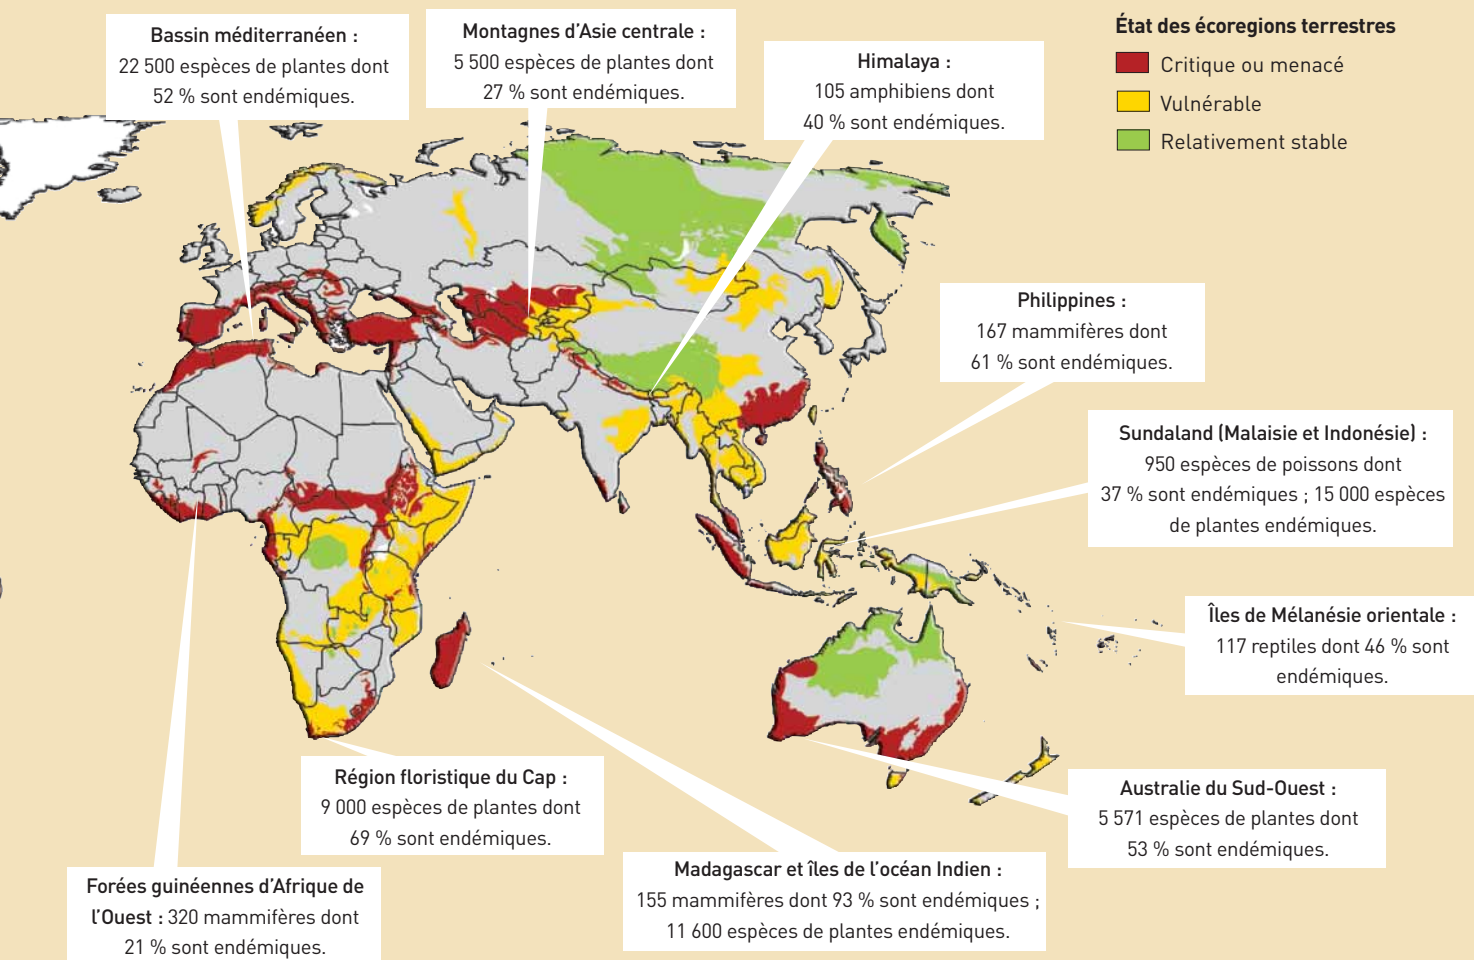 Bassin méditerranéen :
22 500 espèces de plantes dont
52 % sont endémiques.
Montagnes d'Asie centrale :
5 500 espèces de plantes dont
27 % sont endémiques.
Himalaya :
105 amphibiens dont
40 % sont endémiques.
État des écoregions terrestres
Critique ou menacé
Vulnérable
Relativement stable
Philippines :
167 mammifères dont
61 % sont endémiques.
Sundaland (Malaisie et Indonésie) :
950 espèces de poissons dont
37 % sont endémiques ; 15 000 espèces
de plantes endémiques.
Îles de Mélanésie orientale :
117 reptiles dont 46 % sont
endémiques.
Australie du Sud-Ouest :
5 571 espèces de plantes dont
53 % sont endémiques.
Région floristique du Cap :
9 000 espèces de plantes dont
69 % sont endémiques.
Madagascar et îles de l'océan Indien :
155 mammifères dont 93 % sont endémiques ;
11 600 espèces de plantes endémiques.
Forées guinéennes d'Afrique de
l'Ouest : 320 mammifères dont
21 % sont endémiques.